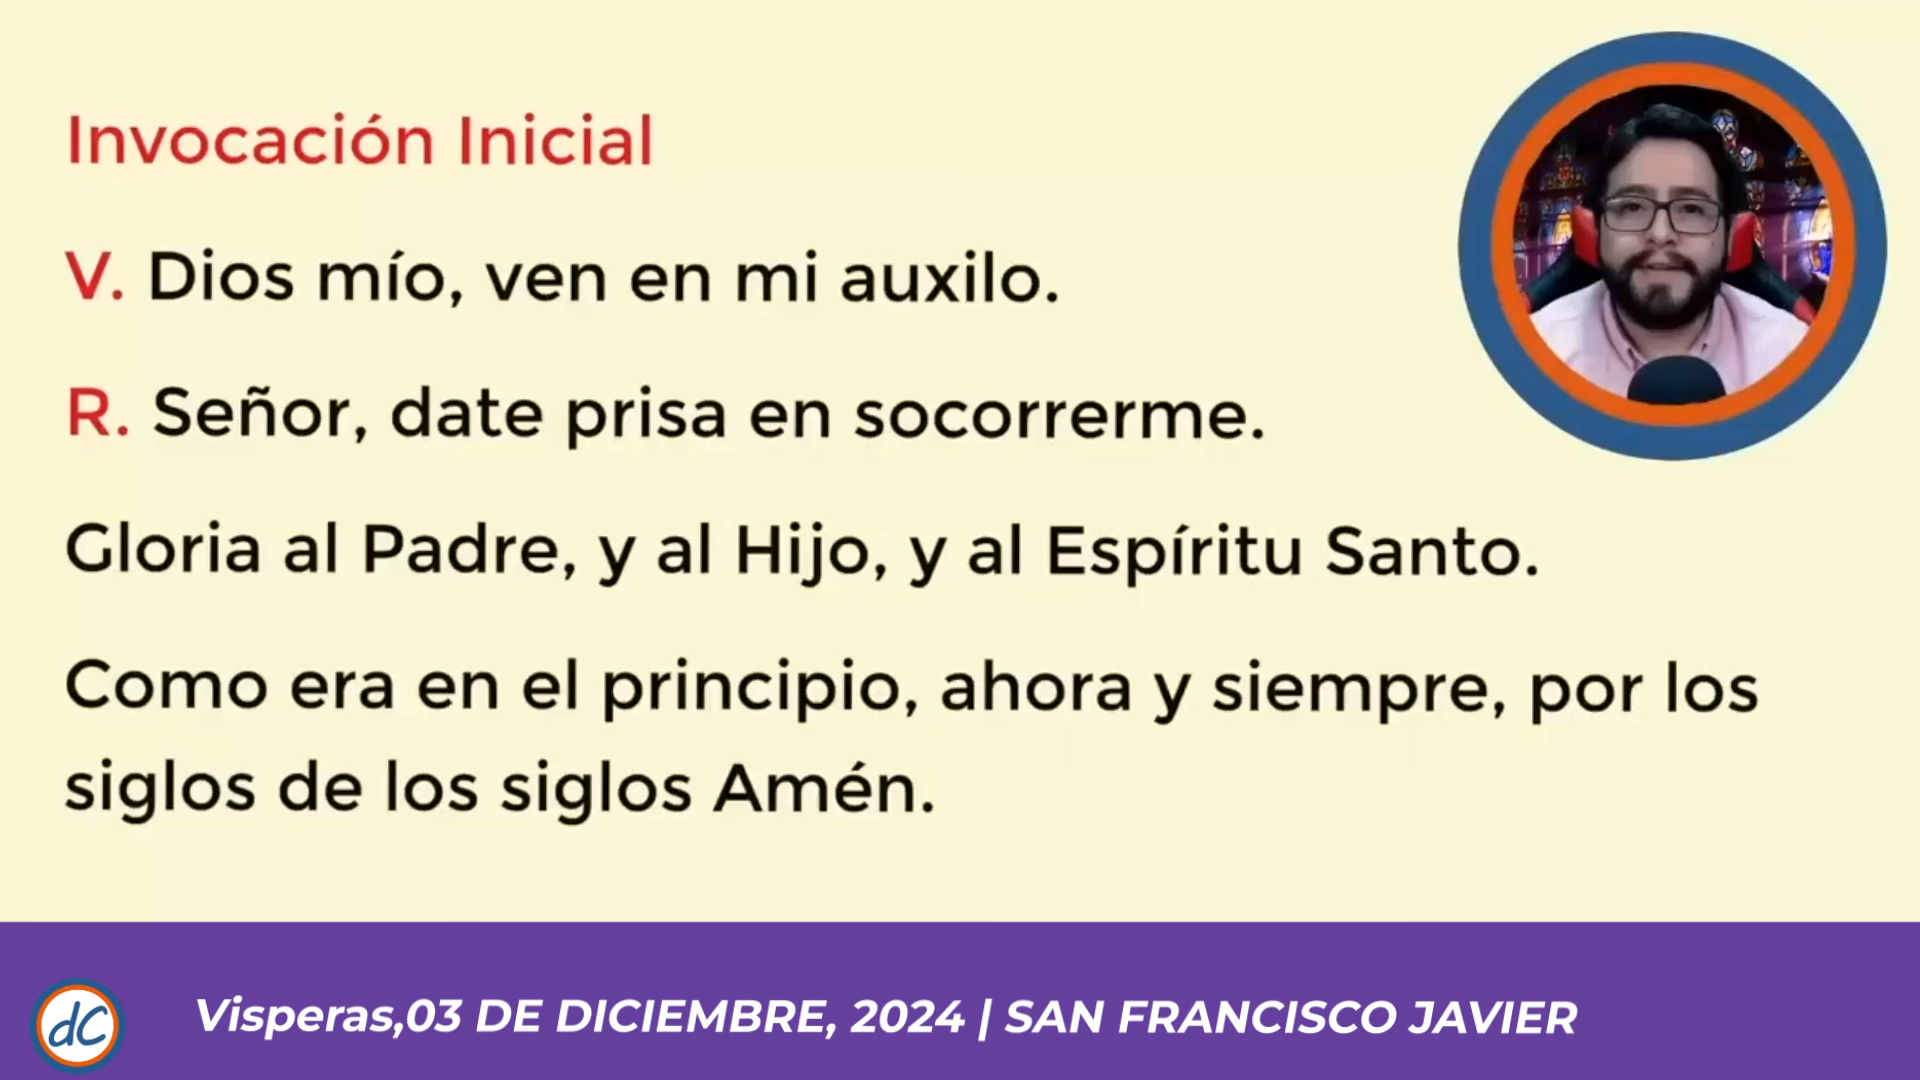 Invocación Inicial
V. Dios mío, ven en mi auxilo.
R. Señor, date prisa en socorrerme.
Gloria al Padre, y al Hijo, y al Espíritu Santo.
Como era en el principio, ahora y siempre, por los
siglos de los siglos Amén.
dC
Visperas,03 DE DICIEMBRE, 2024 | SAN FRANCISCO JAVIER